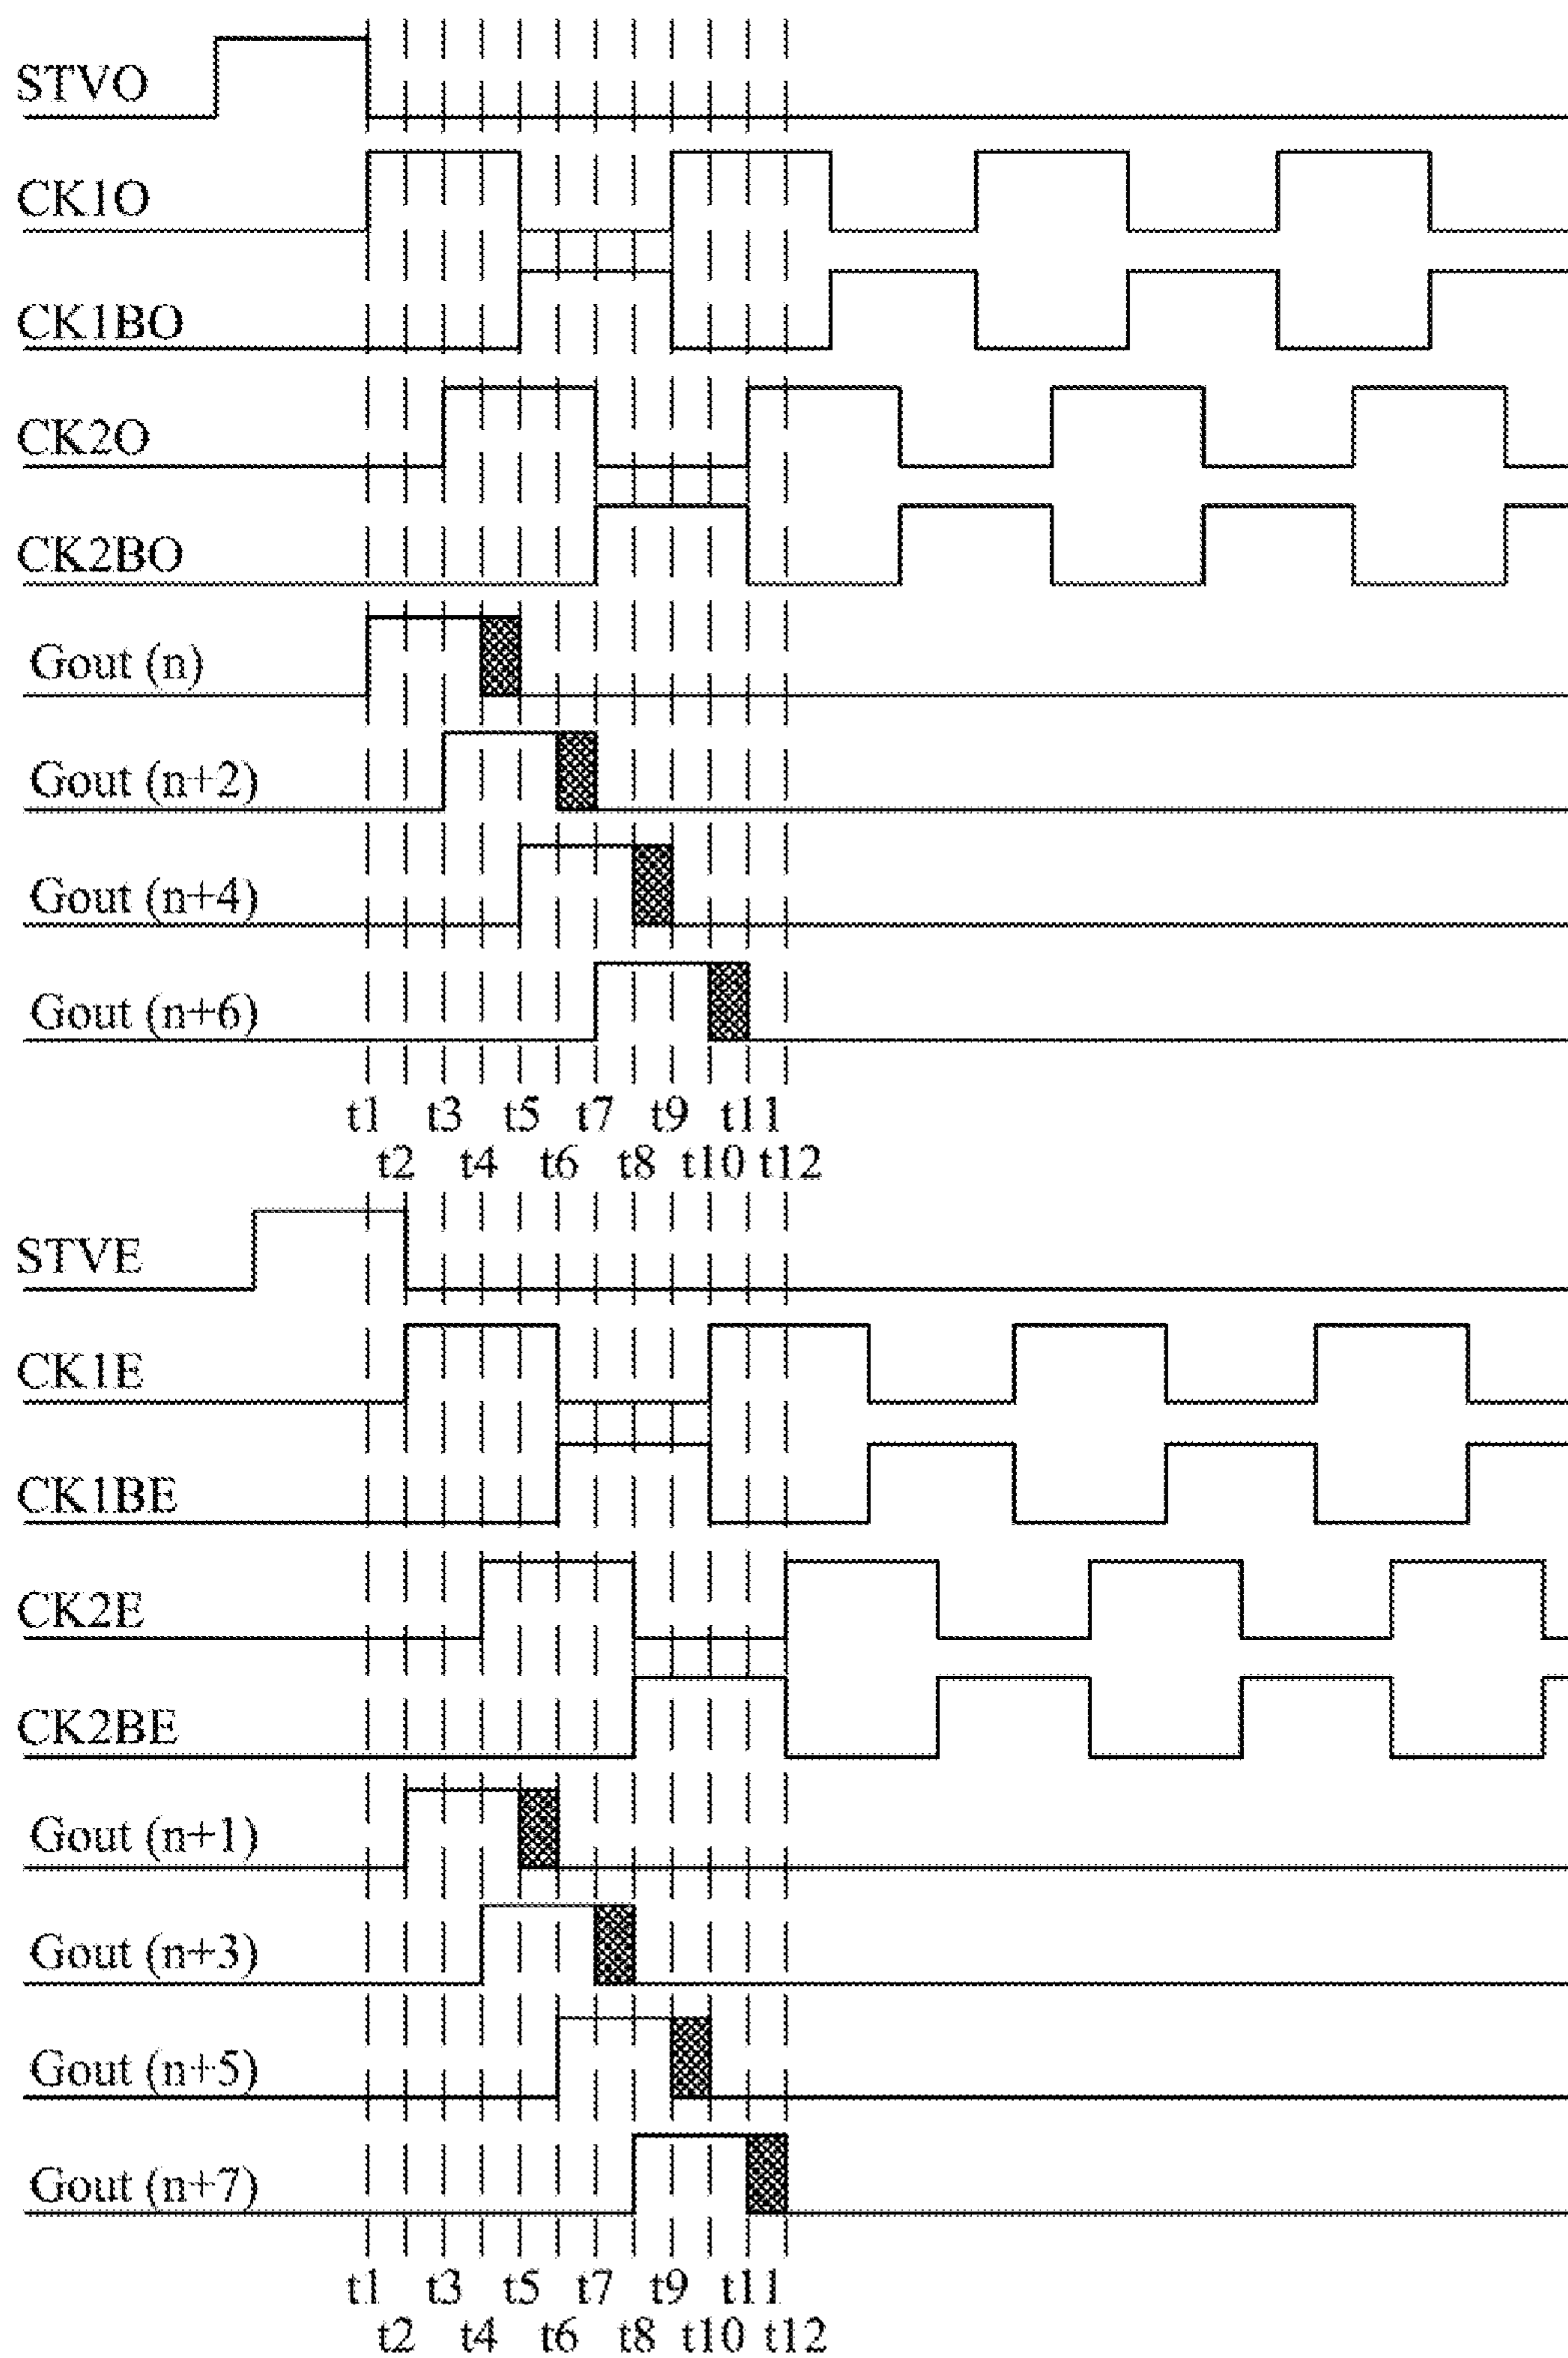 STVO
CK1O
CK1BO
CK2O
CK2BO
Gout (n)
Gout (n+2)
Gout (n+4)
Gout (n+6)
t1 t3 t5 t7 t9 t11
t2 t4 t6 t8 t10 t12
STVE
CK1E
CK1BE
CK2E
CK2BE
Gout (n+1)
Gout (n+3)
Gout (n+5)
Gout (n+7)
t1 t3 t5 t7 t9 t11
t2 t4 t6 t8 t10 t12